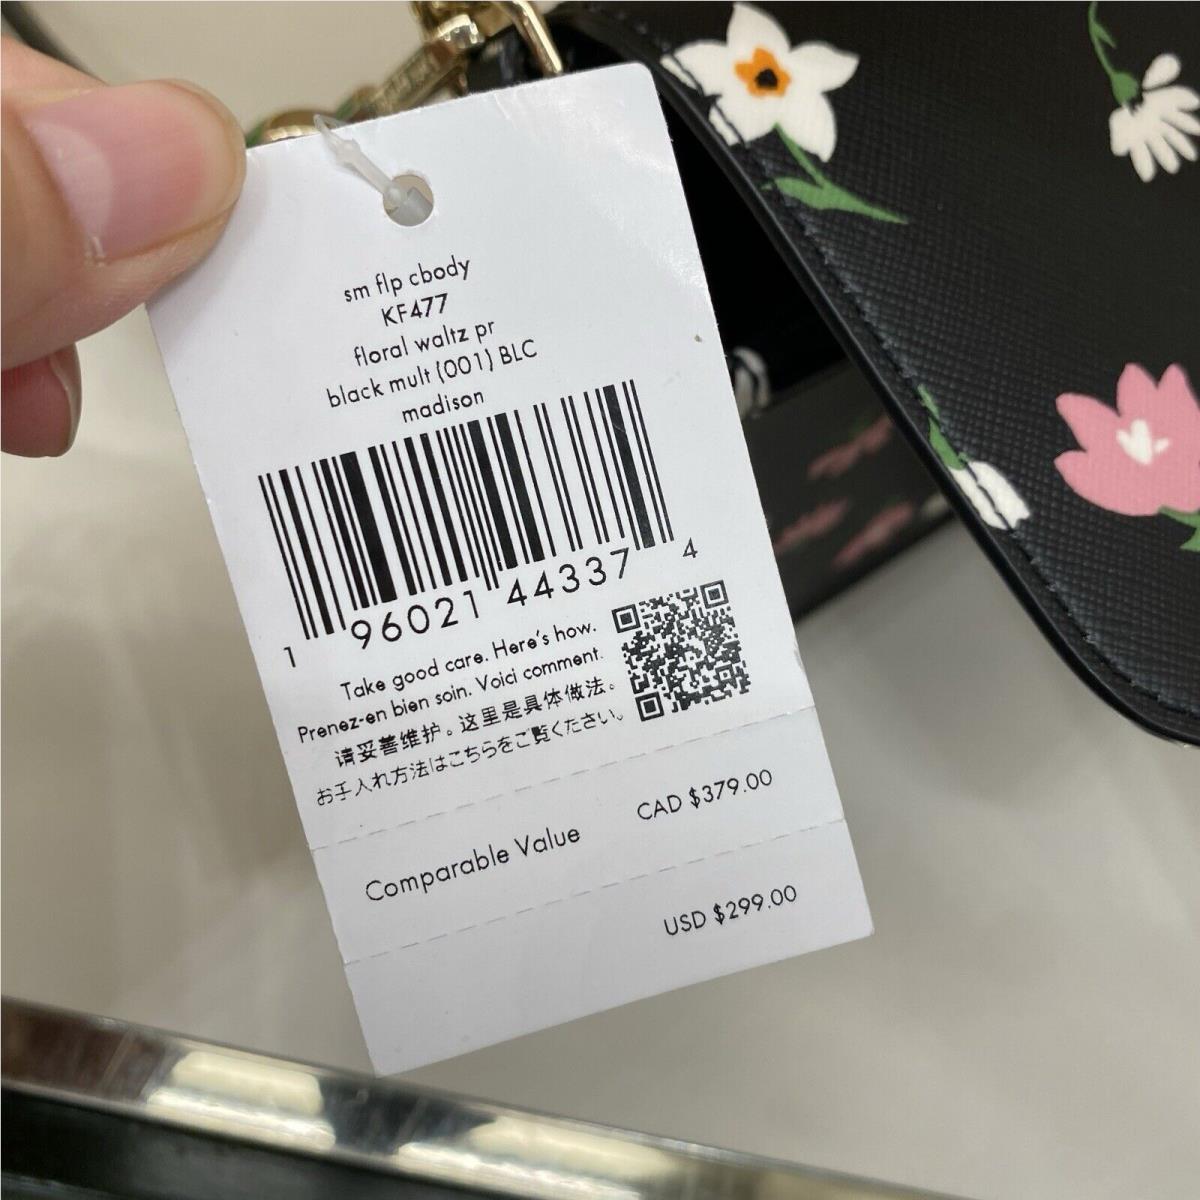 sm flp cbody
KF477
floral waltz pr
black mult (001) BLC
madison
1 96021 44337 4
Take good care. Here's how.
Prenez-en bien soin. Voici comment.
请妥善维护。这里是具体做法。
お手入れ方法はこちらをご覧ください。
CAD $379.00
Comparable Value
USD $299.00